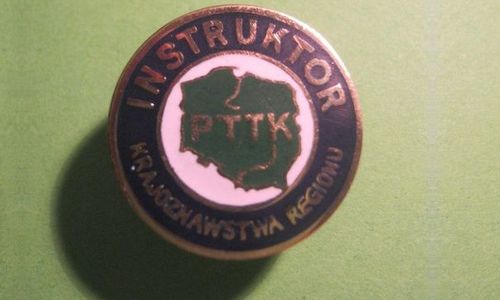 INSTRUKTOR
PTTK
KRAJOZNAWSTWA REGIONU